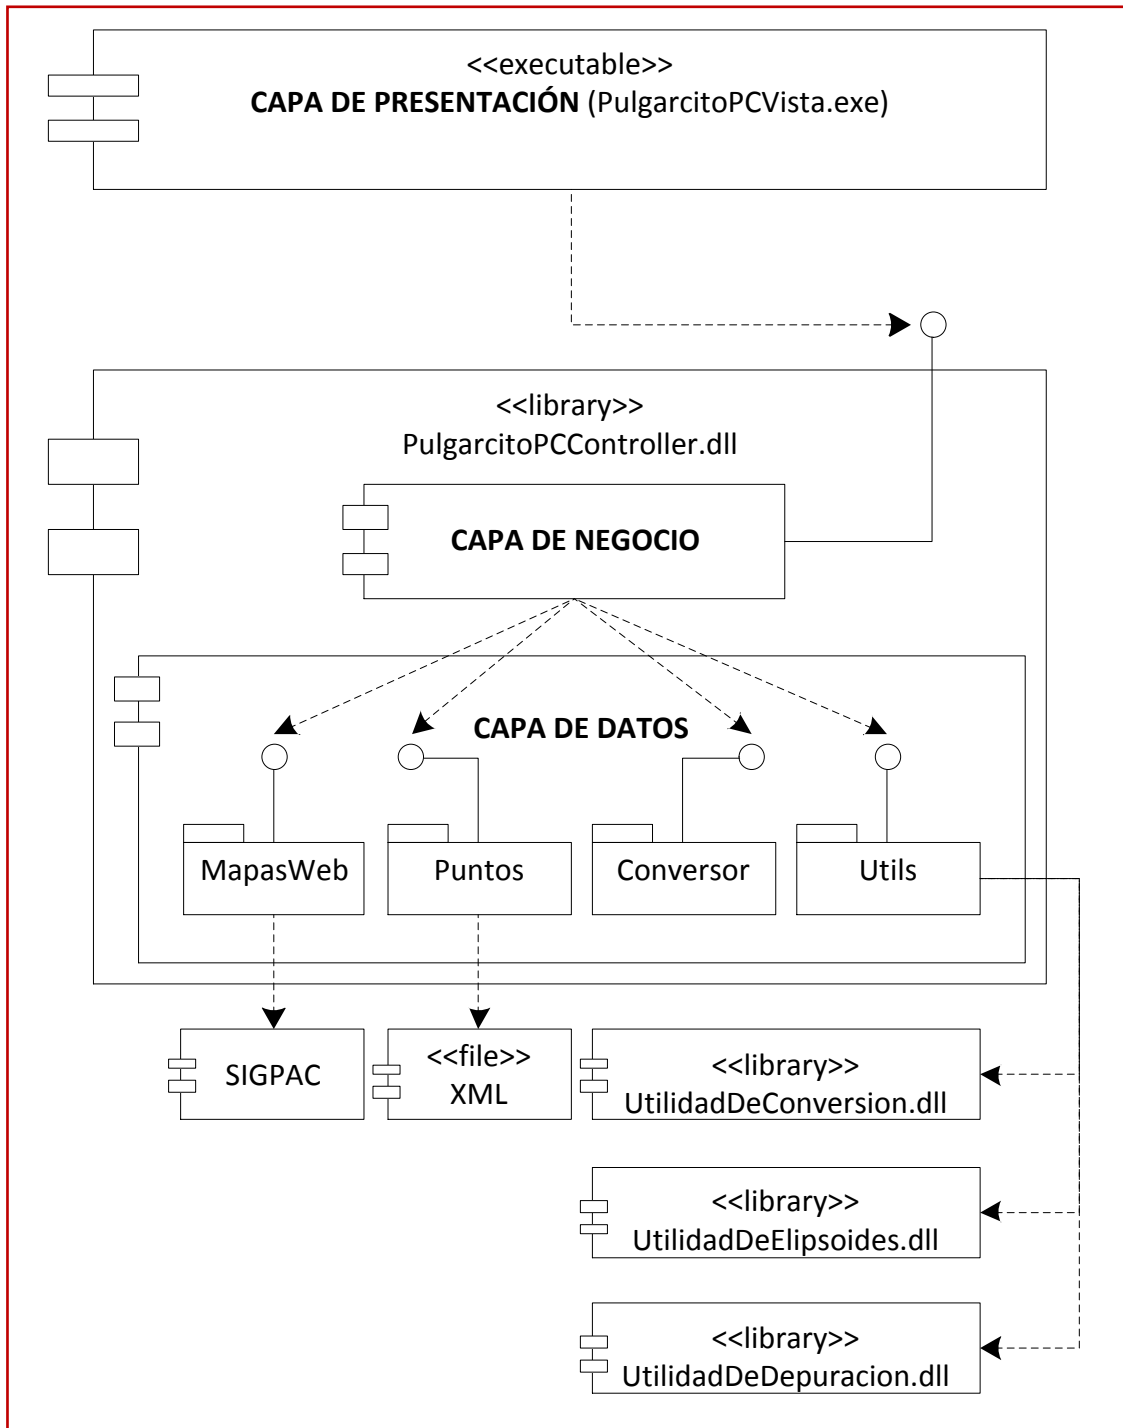 <<executable>>
CAPA DE PRESENTACIÓN (PulgarcitoPCVista.exe)
<<library>>
PulgarcitoPCController.dll
CAPA DE NEGOCIO
CAPA DE DATOS
MapasWeb
Puntos
Conversor
Utils
SIGPAC
<<file>>
XML
<<library>>
UtilidadDeConversion.dll
<<library>>
UtilidadDeElipsoides.dll
<<library>>
UtilidadDeDepuracion.dll